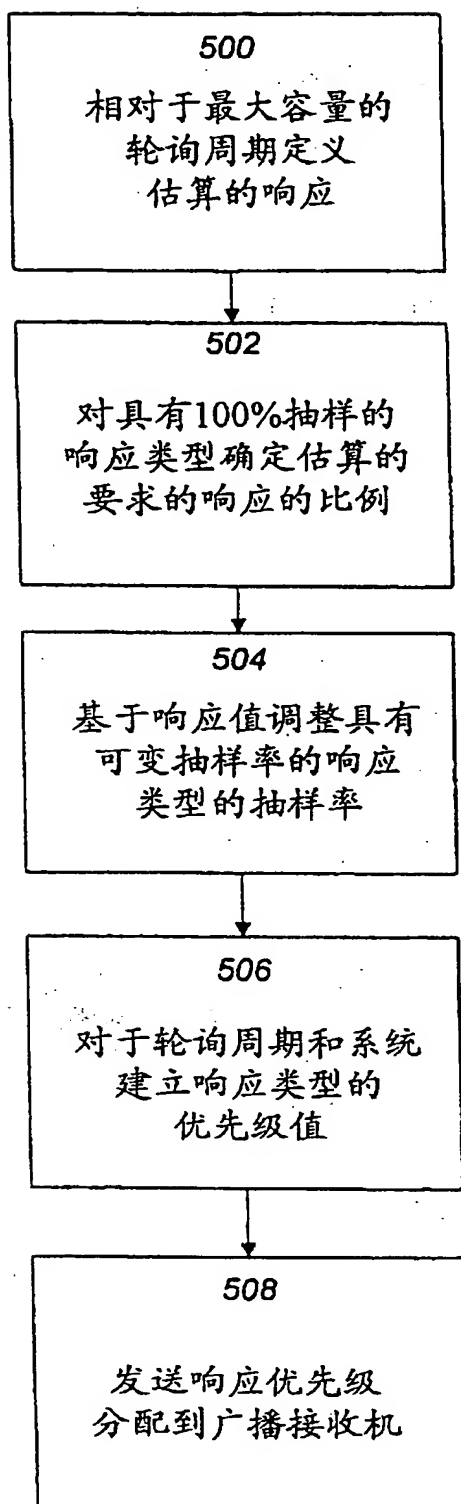 500
相对于最大容量的
轮询周期定义
估算的响应
502
对具有100%抽样的
响应类型确定估算的
要求的响应的比例
504
基于响应值调整具有
可变抽样率的响应
类型的抽样率
506
对于轮询周期和系统
建立响应类型的
优先级值
508
发送响应优先级
分配到广播接收机